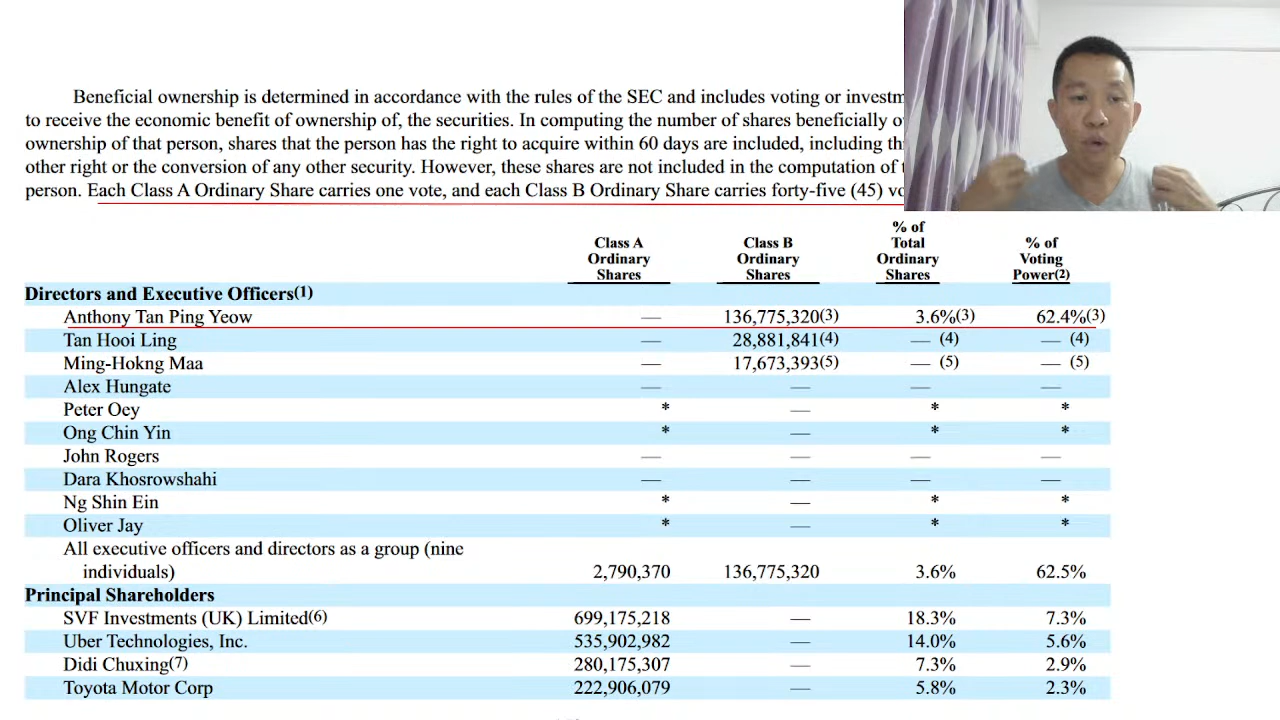 Beneficial ownership is determined in accordance with the rules of the SEC and includes voting or investm
to receive the economic benefit of ownership of, the securities. In computing the number of shares beneficially o
ownership of that person, shares that the person has the right to acquire within 60 days are included, including th
other right or the conversion of any other security. However, these shares are not included in the computation of
person. Each Class A Ordinary Share carries one vote, and each Class B Ordinary Share carries forty-five (45) vo
Class A Ordinary Shares Class B Ordinary Shares % of Total Ordinary Shares % of Voting Power(2)
Directors and Executive Officers(1)
Anthony Tan Ping Yeow — 136,775,320(3) 3.6%(3) 62.4%(3)
Tan Hooi Ling — 28,881,841(4) — (4) — (4)
Ming-Hokng Maa — 17,673,393(5) — (5) — (5)
Alex Hungate — — — —
Peter Oey * — * *
Ong Chin Yin * — * *
John Rogers — — — —
Dara Khosrowshahi — — — —
Ng Shin Ein * — * *
Oliver Jay * — * *
All executive officers and directors as a group (nine
individuals) 2,790,370 136,775,320 3.6% 62.5%
Principal Shareholders
SVF Investments (UK) Limited(6) 699,175,218 — 18.3% 7.3%
Uber Technologies, Inc. 535,902,982 — 14.0% 5.6%
Didi Chuxing(7) 280,175,307 — 7.3% 2.9%
Toyota Motor Corp 222,906,079 — 5.8% 2.3%